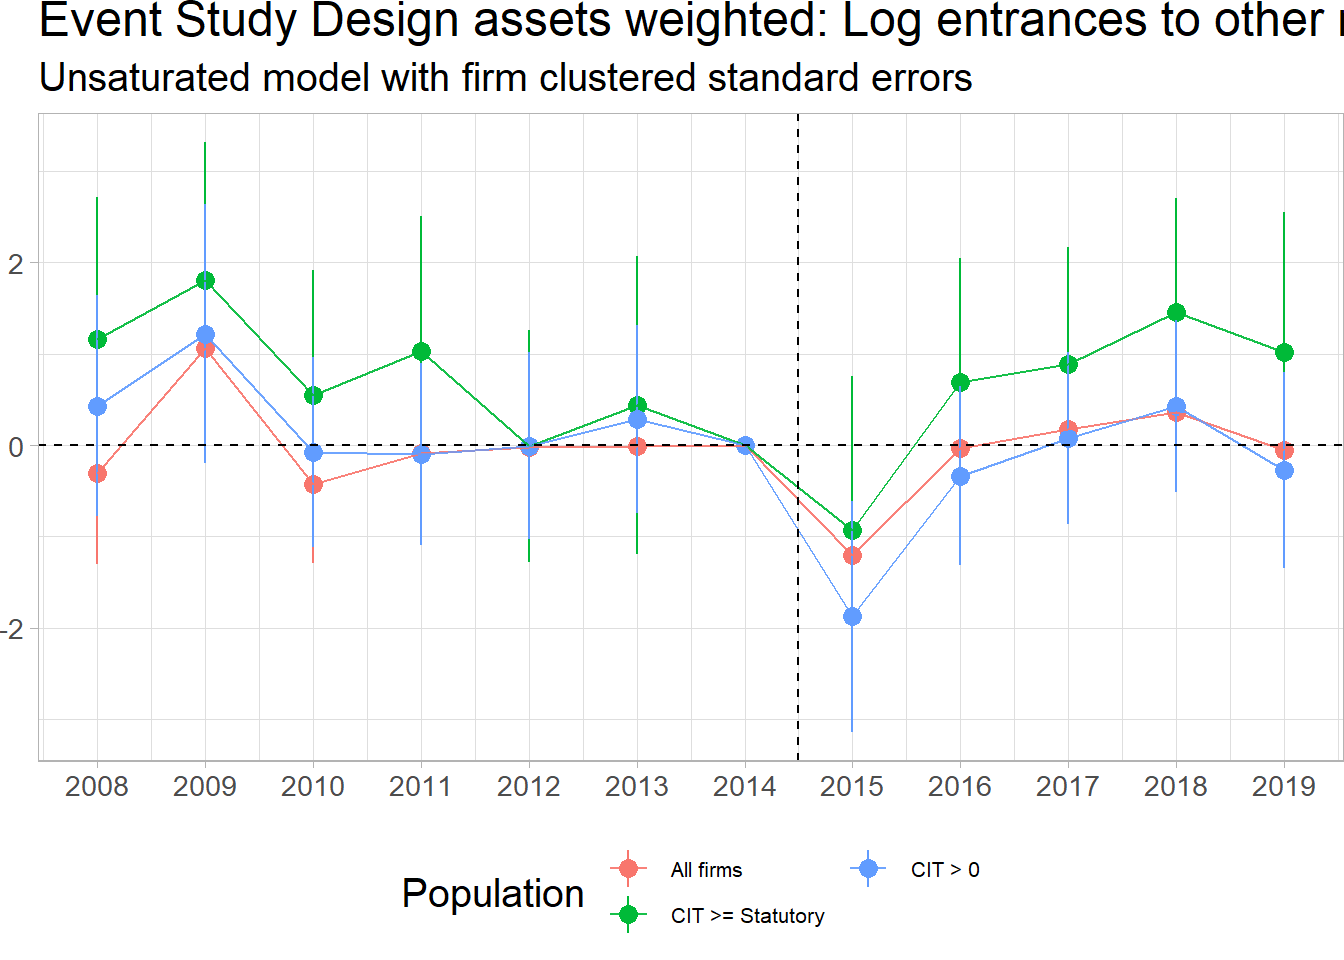 Event Study Design assets weighted: Log entrances to other
Unsaturated model with firm clustered standard errors
2
0
-2
2008 2009 2010 2011 2012 2013 2014 2015 2016 2017 2018 2019
Population
All firms
CIT > 0
CIT >= Statutory